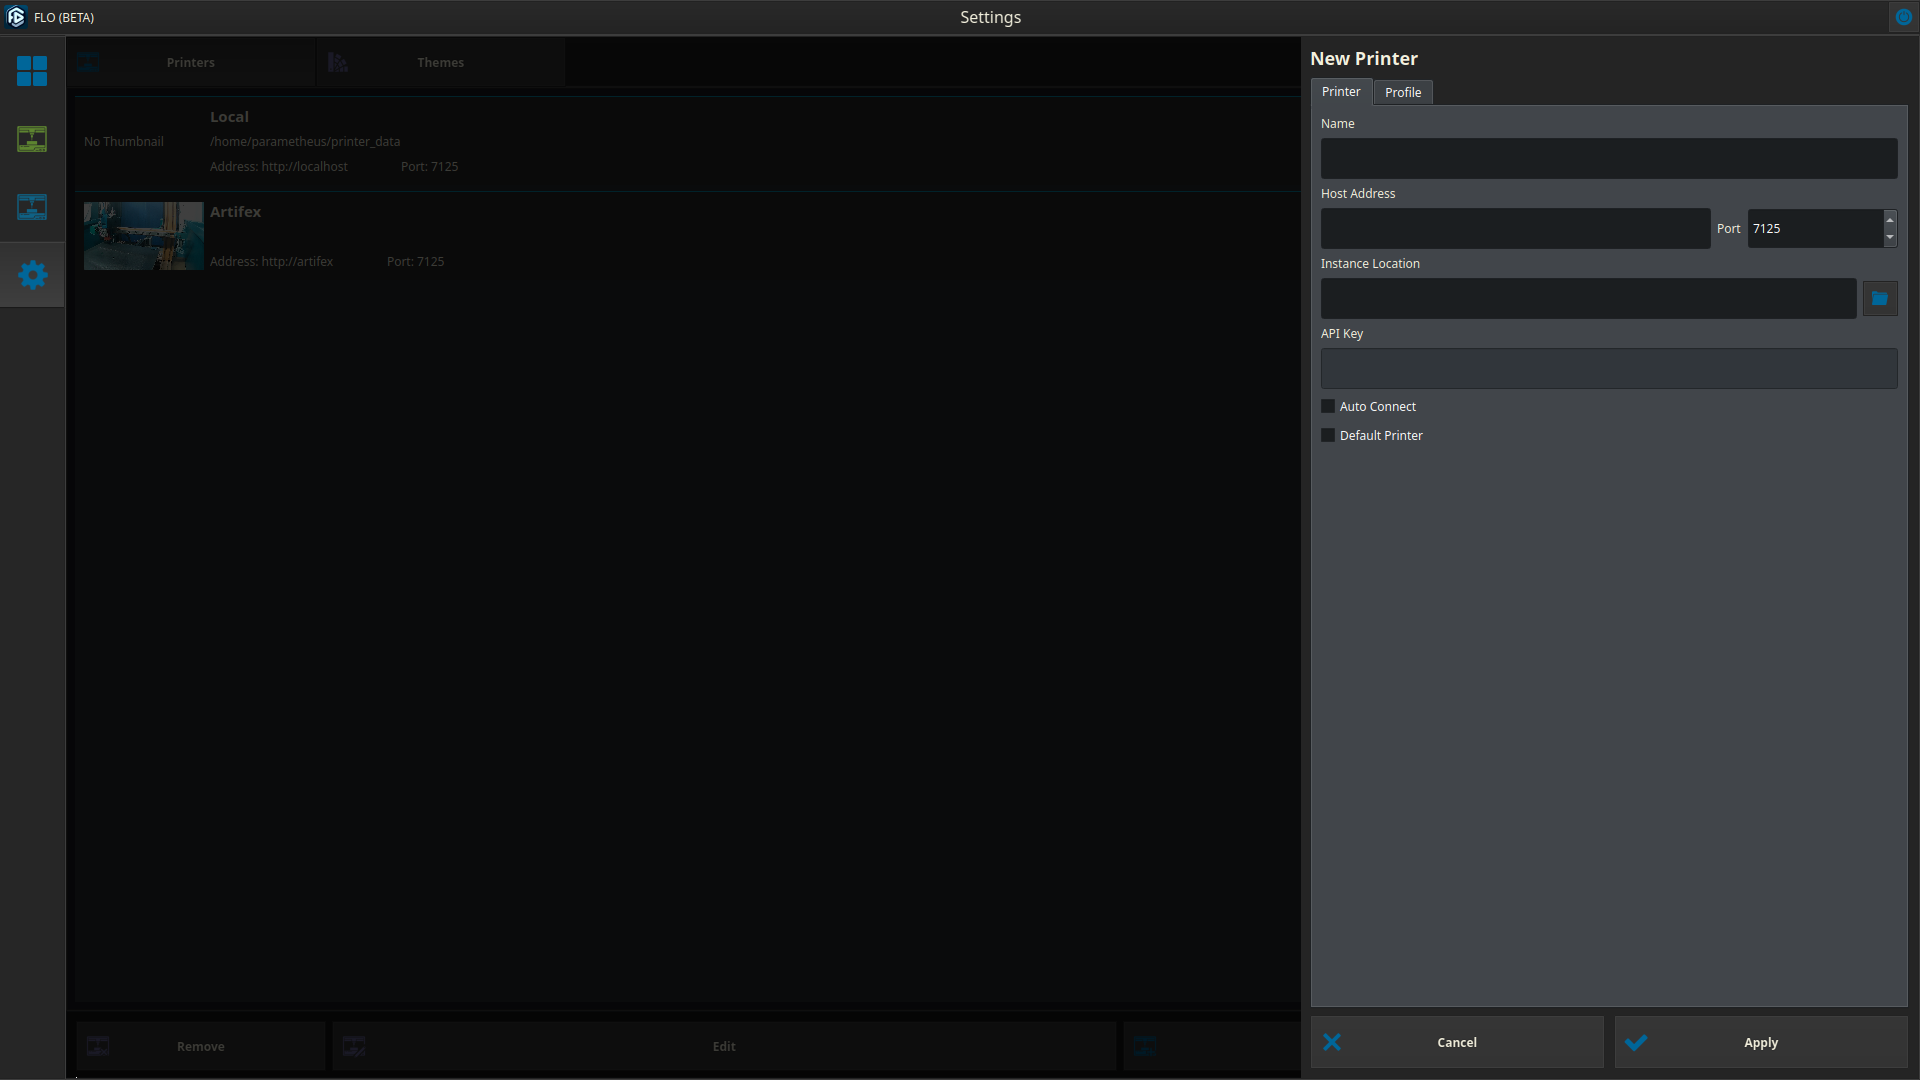 FLO (BETA)
Settings
Printers
Themes
Local
No Thumbnail
/home/parametheus/printer_data
Address: http://localhost Port: 7125
Artifex
Address: http://artifex Port: 7125
Remove
Edit
New Printer
Printer
Profile
Name
Host Address
Port 7125
Instance Location
API Key
Auto Connect
Default Printer
Cancel
Apply